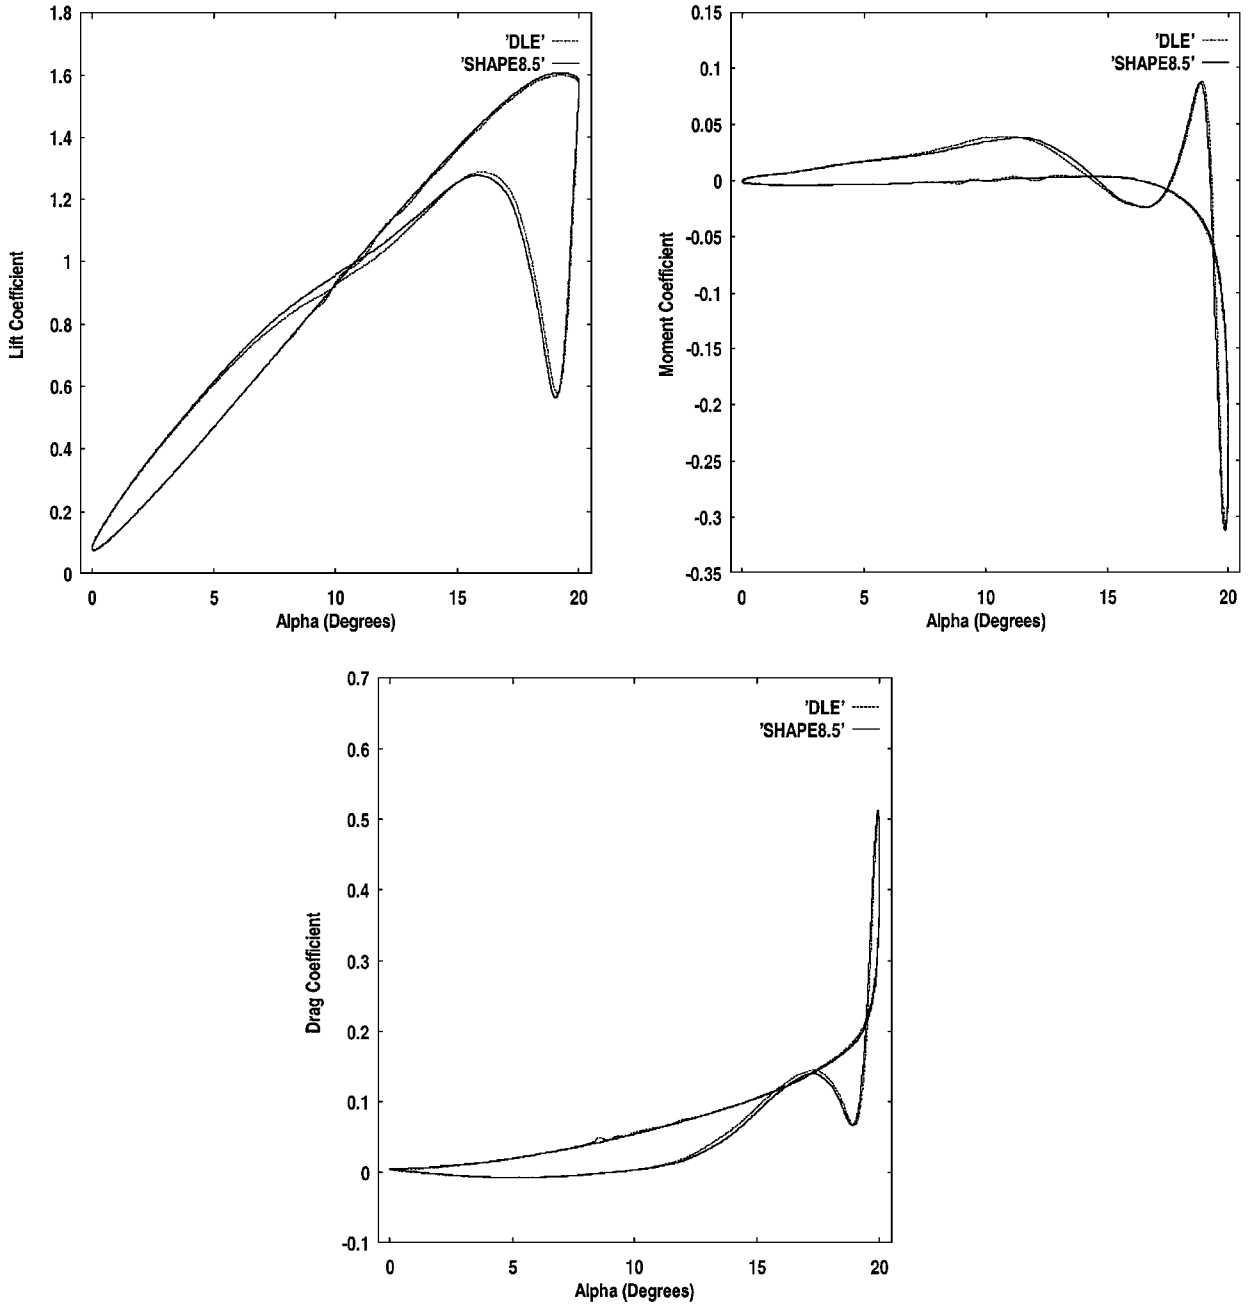 1.8
1.6
1.4
1.2
1
0.8
0.6
0.4
0.2
0
Lift Coefficient
'DLE'
'SHAPE8.5'
0 5 10 15 20
Alpha (Degrees)
0.15
0.1
0.05
0
-0.05
-0.1
-0.15
-0.2
-0.25
-0.3
-0.35
Moment Coefficient
'DLE'
'SHAPE8.5'
0 5 10 15 20
Alpha (Degrees)
0.7
0.6
0.5
0.4
0.3
0.2
0.1
0
-0.1
Drag Coefficient
'DLE'
'SHAPE8.5'
0 5 10 15 20
Alpha (Degrees)